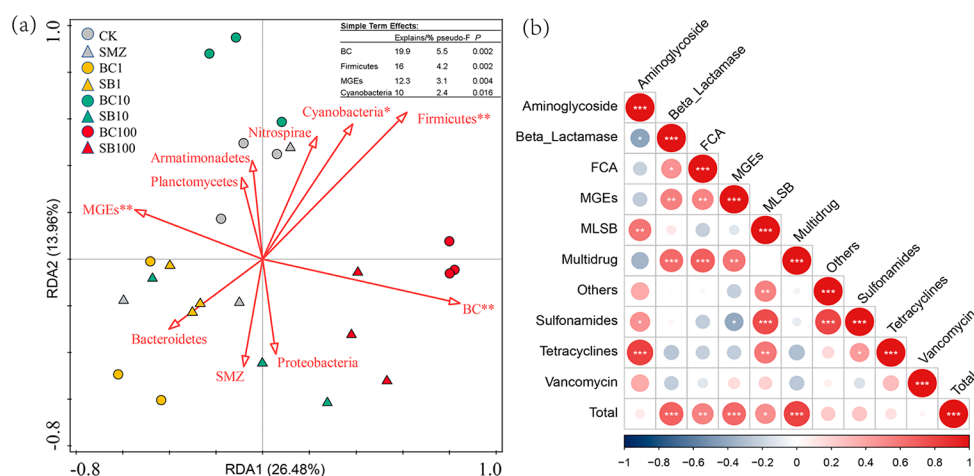 (a)
1.0
CK
SMZ
BC1
SB1
BC10
SB10
BC100
SB100
Simple Term Effects:
Explains/% pseudo-F P
BC 19.9 5.5 0.002
Firmicutes 16 4.2 0.002
MGEs 12.3 3.1 0.004
Cyanobacteria 10 2.4 0.016
Cyanobacteria*
Firmicutes**
Nitrospirae
Armatimonadetes
Planctomycetes
MGEs**
BC**
Bacteroidetes
SMZ
Proteobacteria
RDA2 (13.96%)
-0.8
-0.8
RDA1 (26.48%)
1.0
(b)
Aminoglycoside
Beta_Lactamase
FCA
MGEs
MLSB
Multidrug
Others
Sulfonamides
Tetracyclines
Vancomycin
Total
Aminoglycoside ***
Beta_Lactamase * ***
FCA * ***
MGEs ** ** ***
MLSB ** ***
Multidrug *** *** ** ***
Others ** ***
Sulfonamides * * *** *** ***
Tetracyclines *** ** * ***
Vancomycin ***
Total *** ** *** * *** ***
-1 -0.8 -0.6 -0.4 -0.2 0 0.2 0.4 0.6 0.8 1